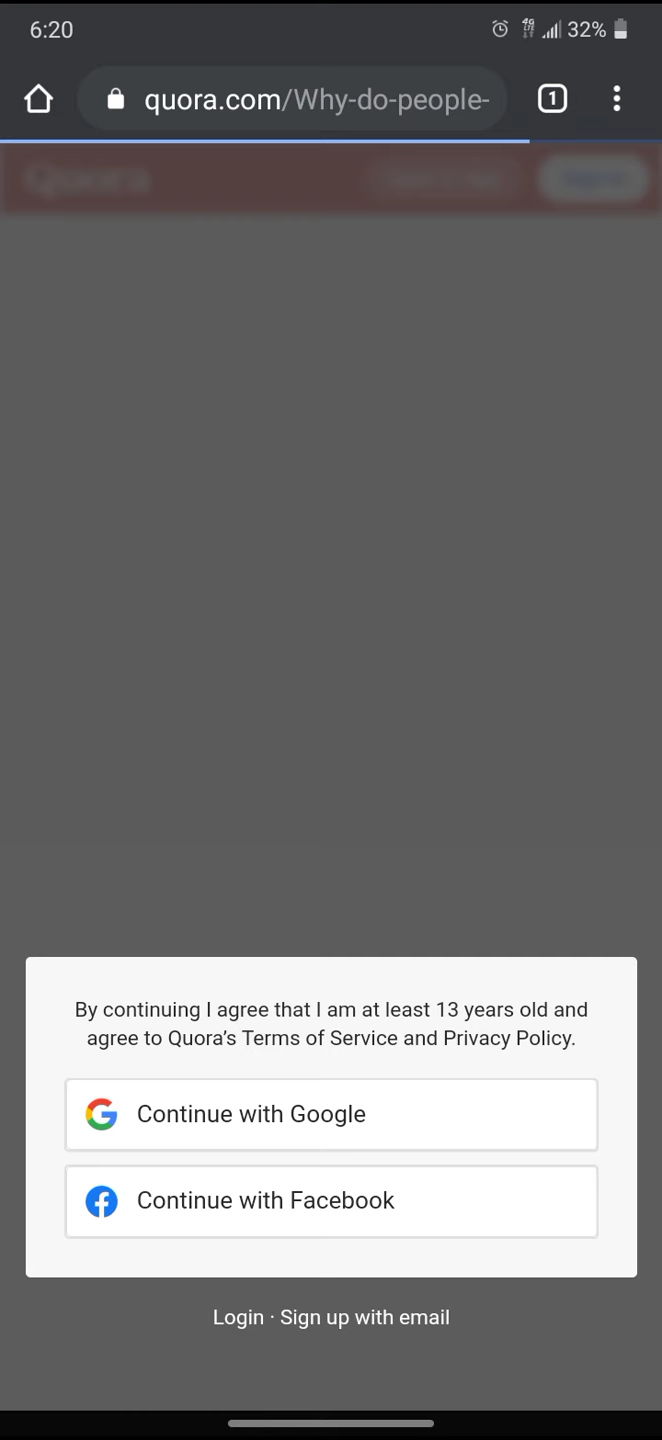 6:20 4G 32%
quora.com/Why-do-people- 1
Quora
By continuing I agree that I am at least 13 years old and
agree to Quora’s Terms of Service and Privacy Policy.
Continue with Google
Continue with Facebook
Login · Sign up with email